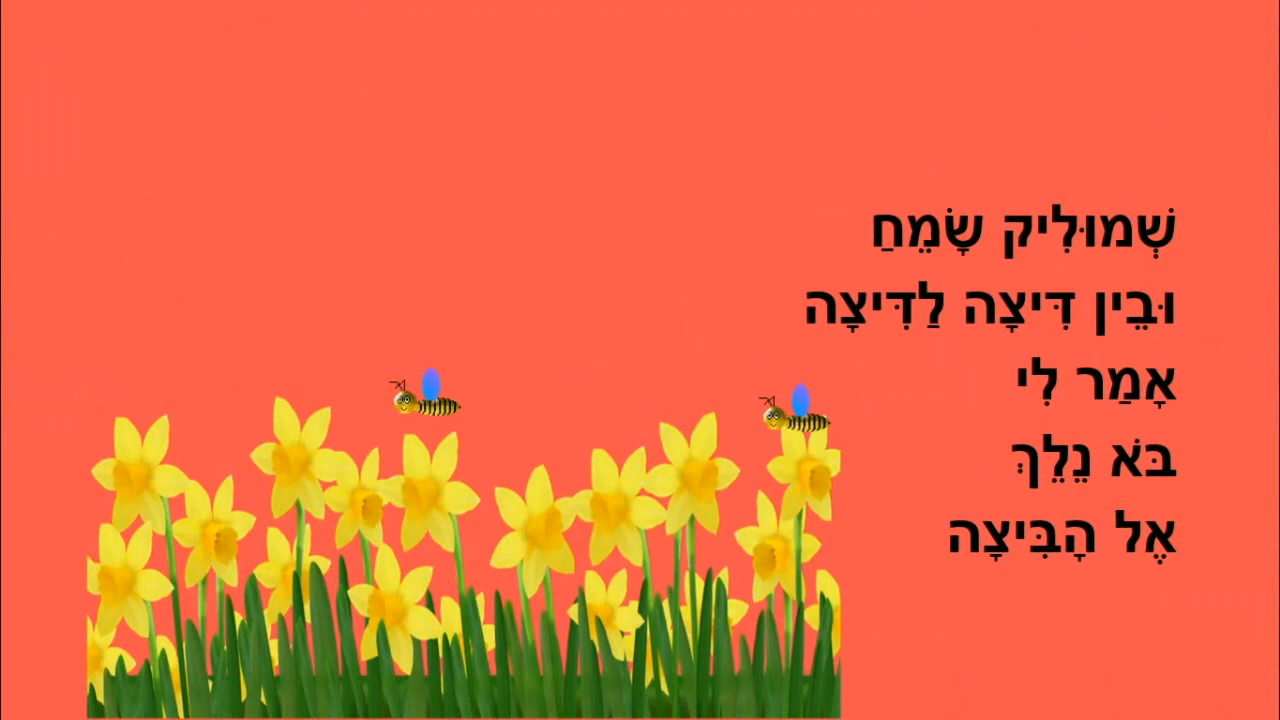 שְׁמוּלִיק שָׂמֵחַ
וּבֵין דִּיצָה לַדִּיצָה
אָמַר לִי
בֹּא נֵלֵךְ
אֶל הָבִּיצָה